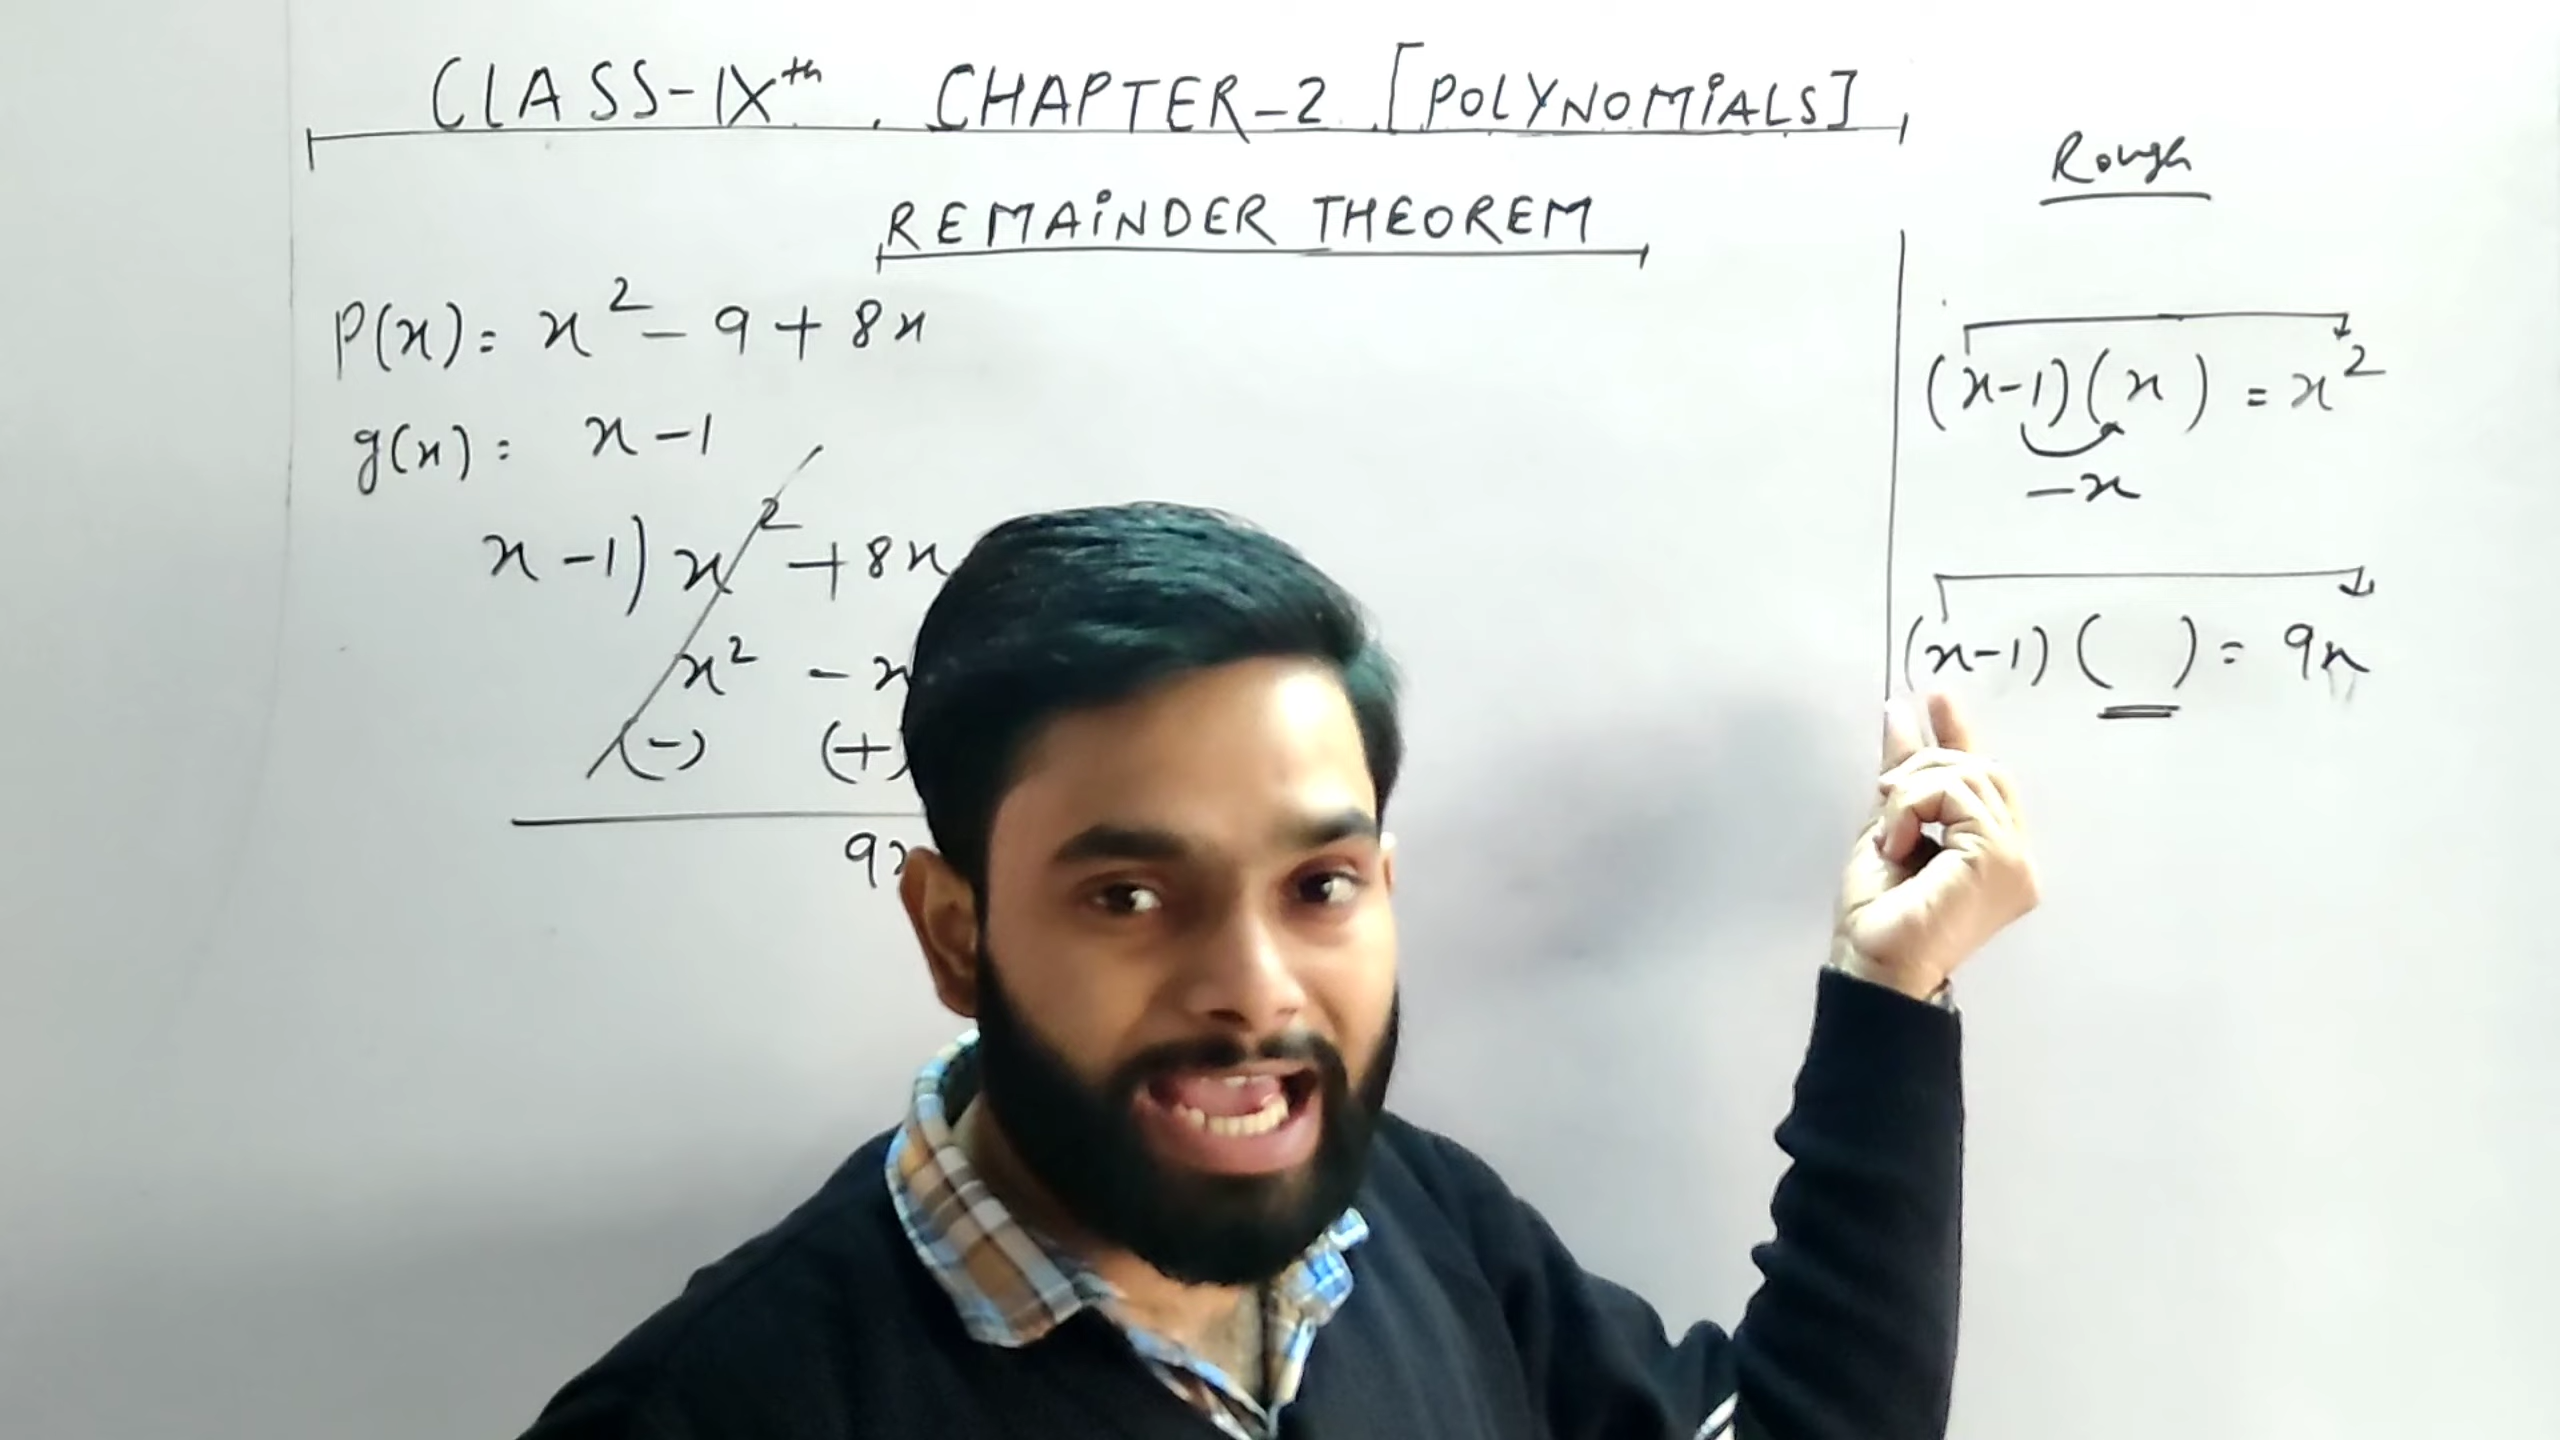 CLASS-IXth, CHAPTER-2 [POLYNOMIALS]
REMAINDER THEOREM
P(x) = x² - 9 + 8x
g(x) = x - 1
x - 1) x² + 8x
x² - x
(-) (+)
9x
Rough
(x-1)(x) = x²
-x
(x-1)( ) = 9x